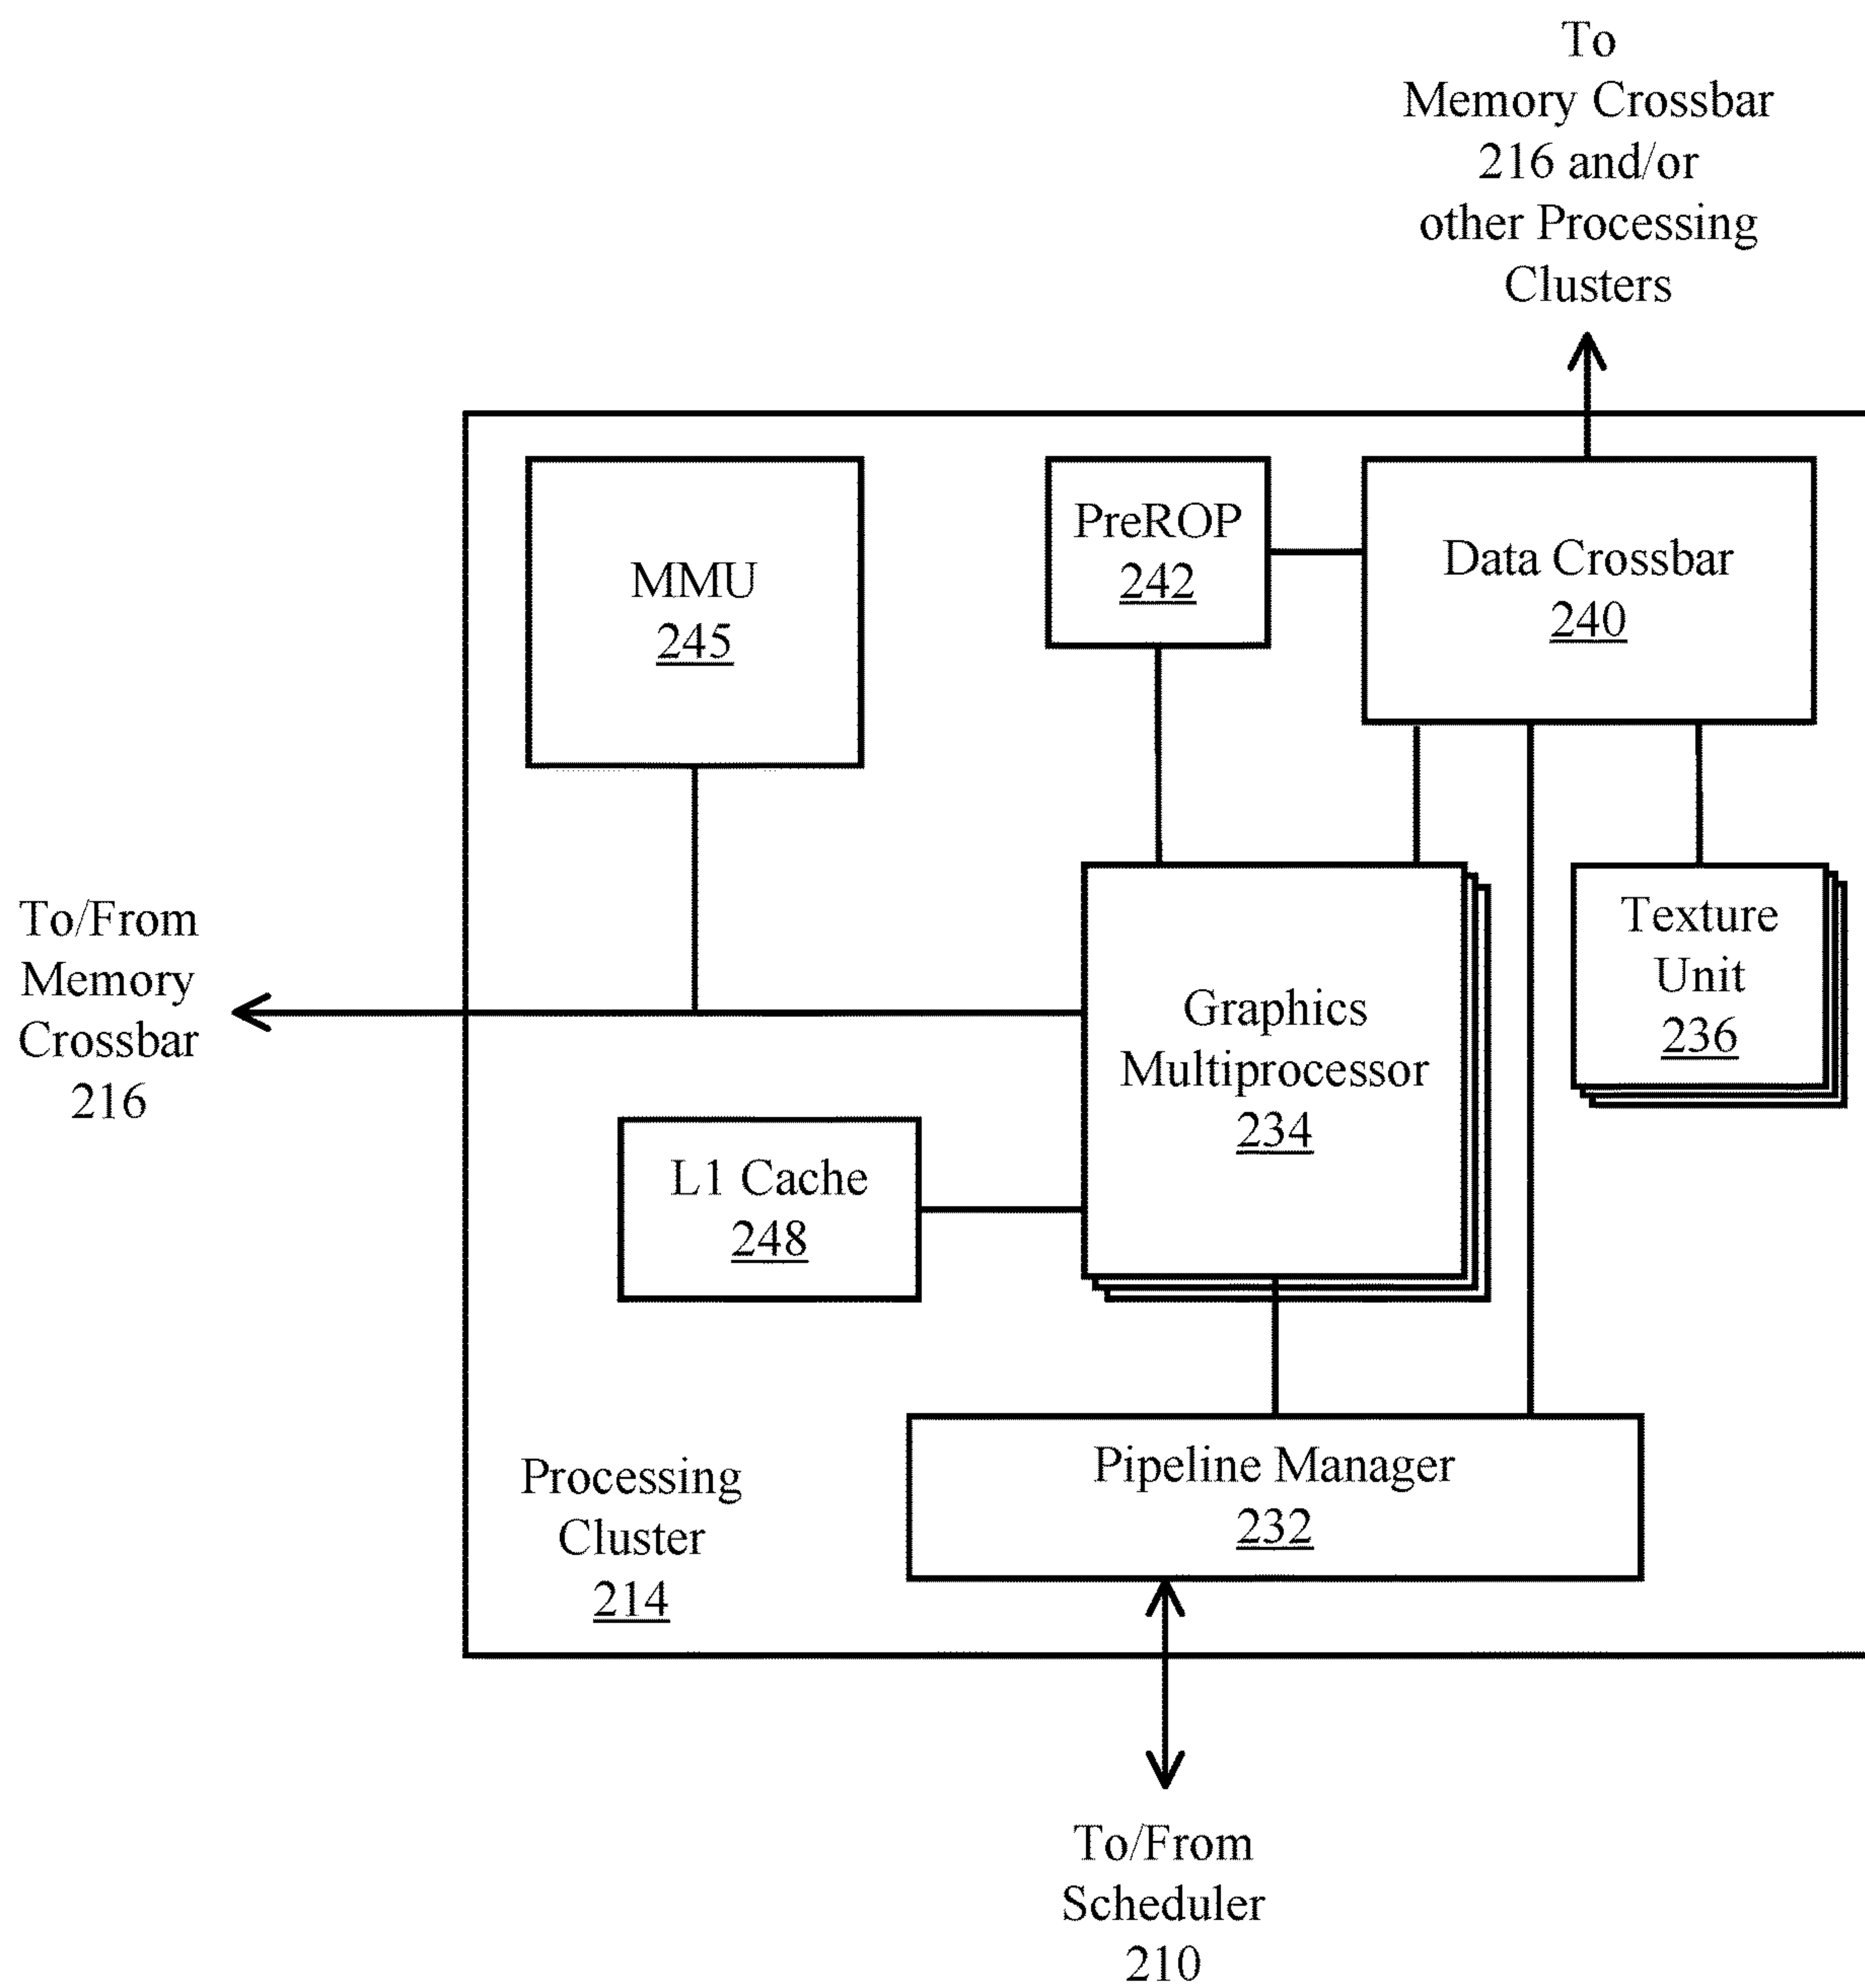 To
Memory Crossbar
216 and/or
other Processing
Clusters
MMU
245
PreROP
242
Data Crossbar
240
To/From
Memory
Crossbar
216
Graphics
Multiprocessor
234
Texture
Unit
236
L1 Cache
248
Processing
Cluster
214
Pipeline Manager
232
To/From
Scheduler
210